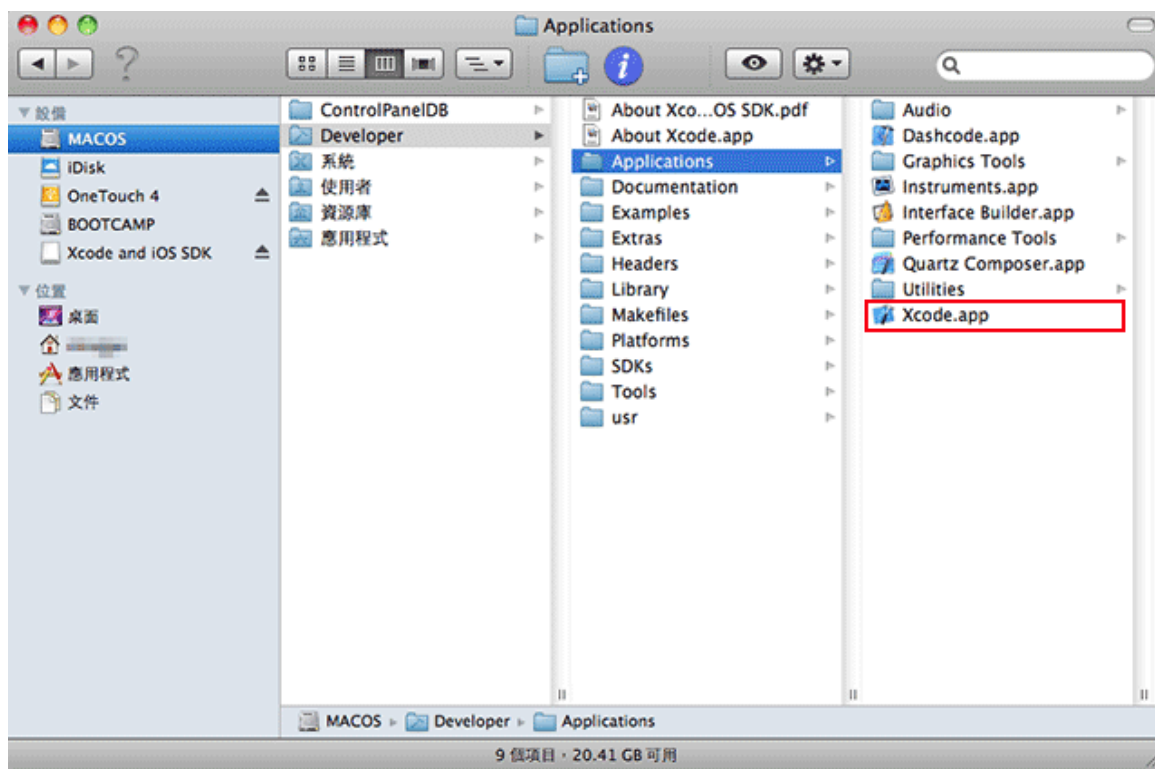 Applications
設備
MACOS
iDisk
OneTouch 4
BOOTCAMP
Xcode and iOS SDK
位置
桌面
應用程式
文件
ControlPanelDB
Developer
系統
使用者
資源庫
應用程式
About Xco...OS SDK.pdf
About Xcode.app
Applications
Documentation
Examples
Extras
Headers
Library
Makefiles
Platforms
SDKs
Tools
usr
Audio
Dashcode.app
Graphics Tools
Instruments.app
Interface Builder.app
Performance Tools
Quartz Composer.app
Utilities
Xcode.app
MACOS ▸ Developer ▸ Applications
9 個項目，20.41 GB 可用